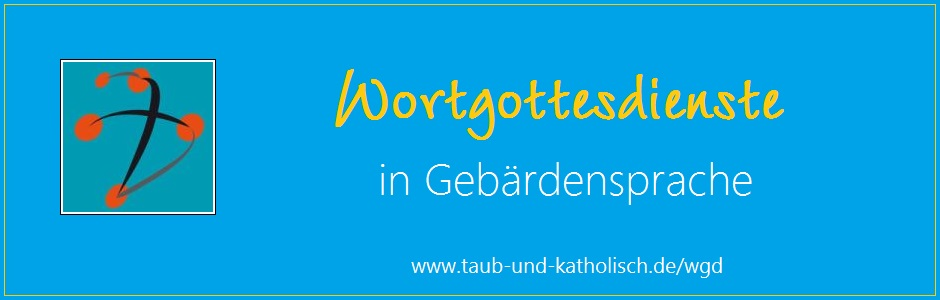 Wortgottesdienste
in Gebärdensprache
www.taub-und-katholisch.de/wgd